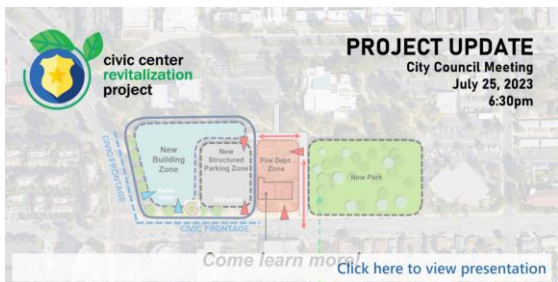 civic center
revitalization
project
PROJECT UPDATE
City Council Meeting
July 25, 2023
6:30pm
CIVIC FRONTAGE
New
Building
Zone
New
Structured
Parking Zone
Fire Dept.
Zone
New Park
CIVIC FRONTAGE
Come learn more!
Click here to view presentation